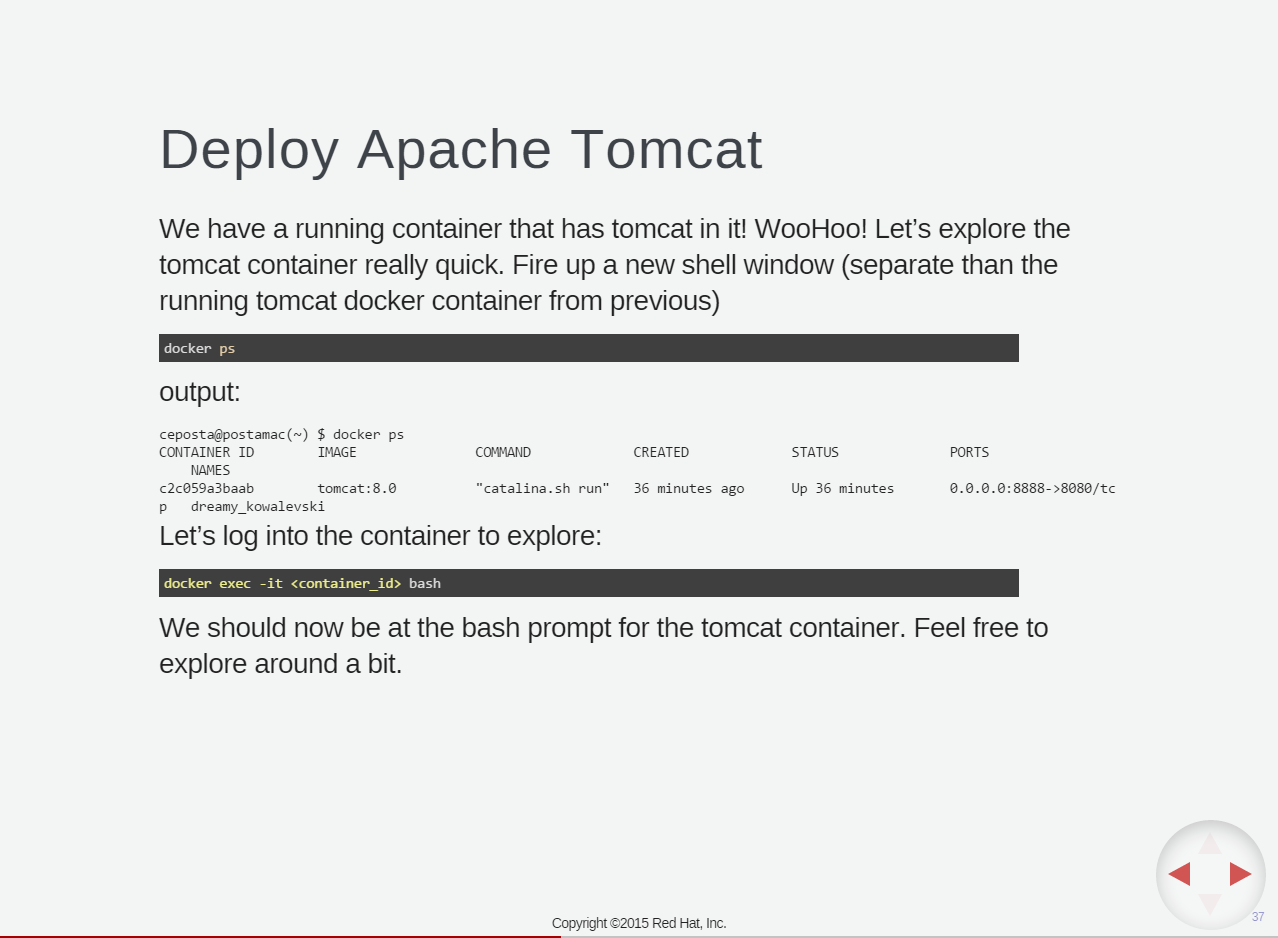 Deploy Apache Tomcat
We have a running container that has tomcat in it! WooHoo! Let’s explore the
tomcat container really quick. Fire up a new shell window (separate than the
running tomcat docker container from previous)
docker ps
output:
ceposta@postamac(~) $ docker ps
CONTAINER ID        IMAGE               COMMAND             CREATED             STATUS              PORTS
    NAMES
c2c059a3baab        tomcat:8.0          "catalina.sh run"   36 minutes ago      Up 36 minutes       0.0.0.0:8888->8080/tc
p   dreamy_kowalevski
Let’s log into the container to explore:
docker exec -it <container_id> bash
We should now be at the bash prompt for the tomcat container. Feel free to
explore around a bit.
37
Copyright ©2015 Red Hat, Inc.